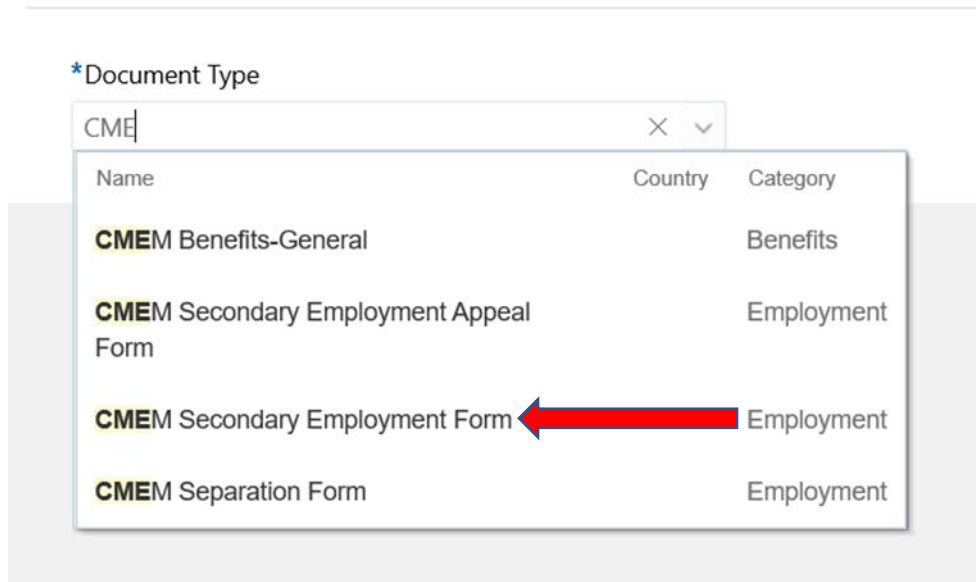 *Document Type
CME
Name Country Category
CMEM Benefits-General Benefits
CMEM Secondary Employment Appeal Employment
Form
CMEM Secondary Employment Form Employment
CMEM Separation Form Employment